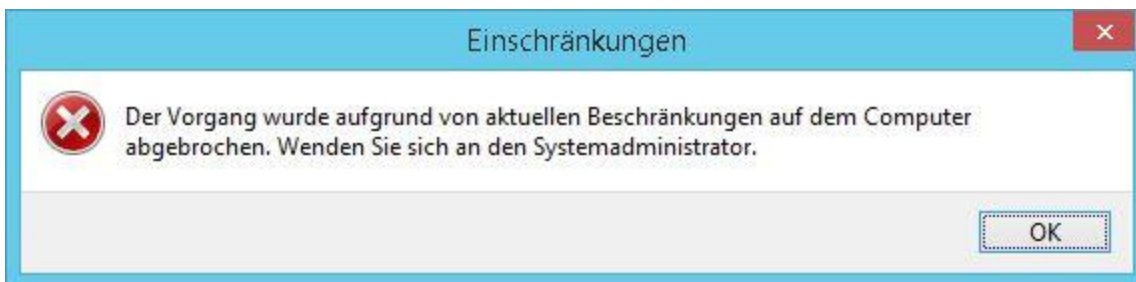 Einschränkungen
Der Vorgang wurde aufgrund von aktuellen Beschränkungen auf dem Computer
abgebrochen. Wenden Sie sich an den Systemadministrator.
OK